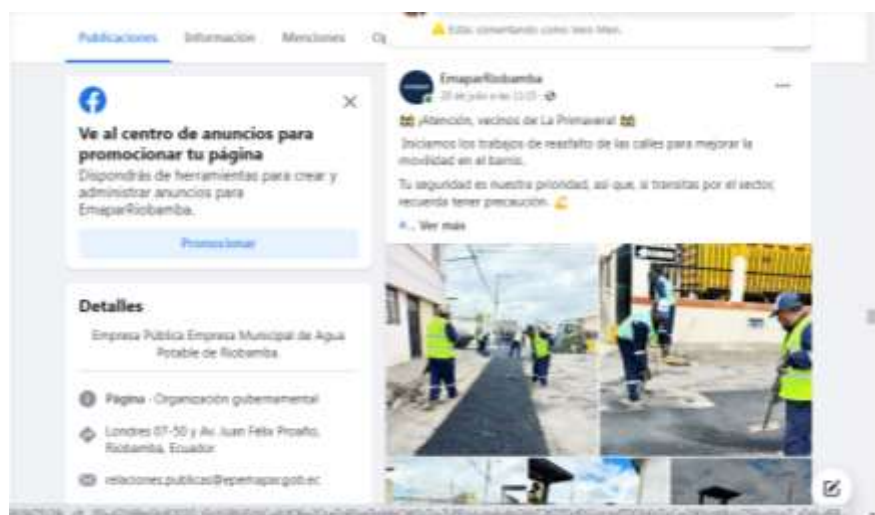 Publicaciones Información Menciones
Ve al centro de anuncios para
promocionar tu página
Dispondrás de herramientas para crear y
administrar anuncios para
EmaparRiobamba.
Promocionar
Detalles
Empresa Pública Empresa Municipal de Agua
Potable de Riobamba.
Página · Organización gubernamental
Londres 07-50 y Av. Juan Félix Proaño,
Riobamba, Ecuador
relaciones.publicas@epemapar.gob.ec
Estás comentando como
EmaparRiobamba
de julio a las
¡Atención, vecinos de La Primavera!
Iniciamos los trabajos de reasfalto de las calles para mejorar la
movilidad en el barrio.
Tu seguridad es nuestra prioridad, así que, si transitas por el sector,
recuerda tener precaución.
... Ver más